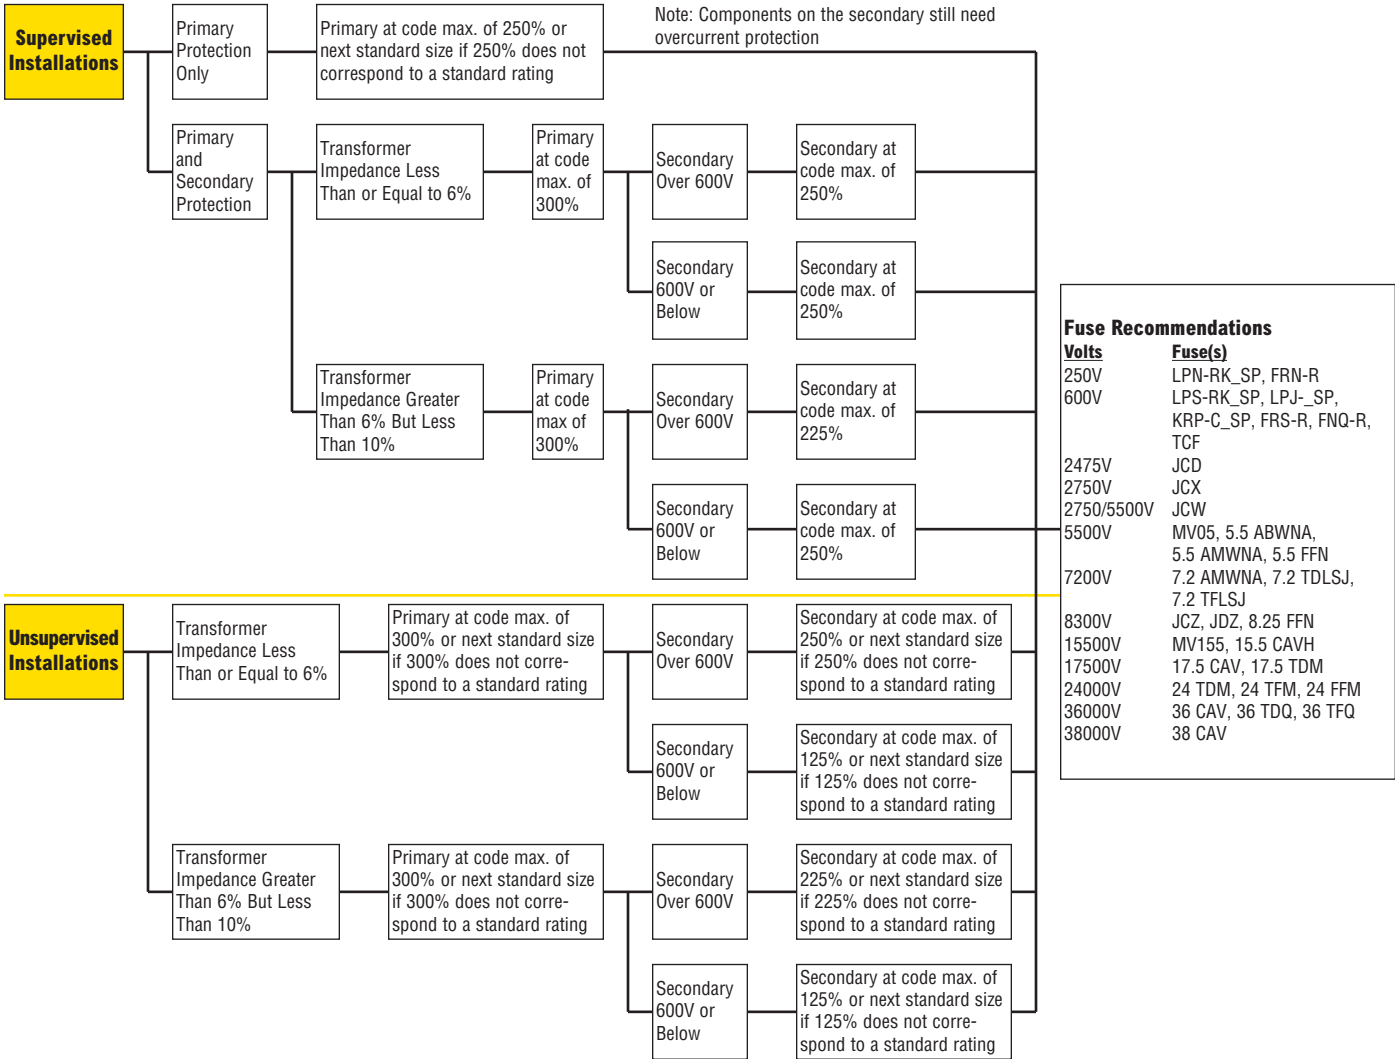 Note: Components on the secondary still need
overcurrent protection
Supervised
Installations
Primary
Protection
Only
Primary at code max. of 250% or
next standard size if 250% does not
correspond to a standard rating
Primary
and
Secondary
Protection
Transformer
Impedance Less
Than or Equal to 6%
Primary
at code
max. of
300%
Secondary
Over 600V
Secondary at
code max. of
250%
Secondary
600V or
Below
Secondary at
code max. of
250%
Transformer
Impedance Greater
Than 6% But Less
Than 10%
Primary
at code
max of
300%
Secondary
Over 600V
Secondary at
code max. of
225%
Secondary
600V or
Below
Secondary at
code max. of
250%
Unsupervised
Installations
Transformer
Impedance Less
Than or Equal to 6%
Primary at code max. of
300% or next standard size
if 300% does not corre-
spond to a standard rating
Secondary
Over 600V
Secondary at code max. of
250% or next standard size
if 250% does not corre-
spond to a standard rating
Secondary
600V or
Below
Secondary at code max. of
125% or next standard size
if 125% does not corre-
spond to a standard rating
Transformer
Impedance Greater
Than 6% But Less
Than 10%
Primary at code max. of
300% or next standard size
if 300% does not corre-
spond to a standard rating
Secondary
Over 600V
Secondary at code max. of
225% or next standard size
if 225% does not corre-
spond to a standard rating
Secondary
600V or
Below
Secondary at code max. of
125% or next standard size
if 125% does not corre-
spond to a standard rating
Fuse Recommendations
Volts Fuse(s)
250V LPN-RK_SP, FRN-R
600V LPS-RK_SP, LPJ-_SP,
KRP-C_SP, FRS-R, FNQ-R,
TCF
2475V JCD
2750V JCX
2750/5500V JCW
5500V MV05, 5.5 ABWNA,
5.5 AMWNA, 5.5 FFN
7200V 7.2 AMWNA, 7.2 TDLSJ,
7.2 TFLSJ
8300V JCZ, JDZ, 8.25 FFN
15500V MV155, 15.5 CAVH
17500V 17.5 CAV, 17.5 TDM
24000V 24 TDM, 24 TFM, 24 FFM
36000V 36 CAV, 36 TDQ, 36 TFQ
38000V 38 CAV